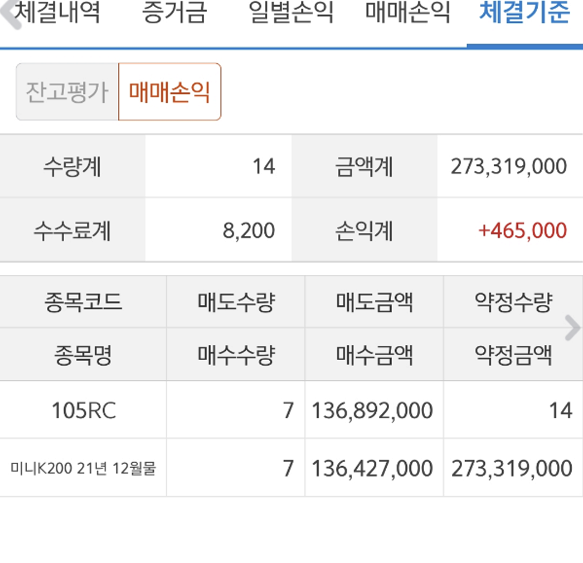 체결내역 증거금 일별손익 매매손익 체결기준
잔고평가 매매손익
수량계 14 금액계 273,319,000
수수료계 8,200 손익계 +465,000
종목코드 매도수량 매도금액 약정수량
종목명 매수수량 매수금액 약정금액
105RC 7 136,892,000 14
미니K200 21년 12월물 7 136,427,000 273,319,000